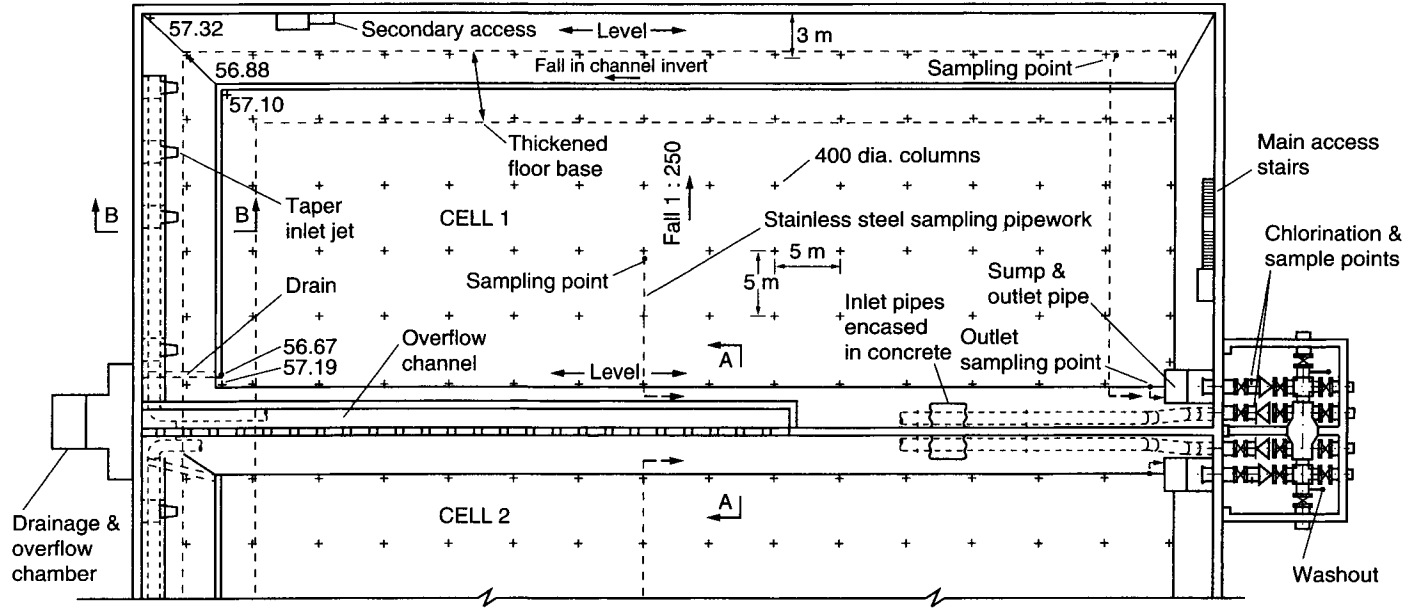 57.32
Secondary access
Level
3 m
56.88
Fall in channel invert
Sampling point
57.10
Thickened
floor base
Main access
stairs
400 dia. columns
Fall 1 : 250
B
B
Taper
inlet jet
CELL 1
Stainless steel sampling pipework
Chlorination &
sample points
5 m
Sampling point
5 m
Sump &
outlet pipe
Drain
Inlet pipes
encased
in concrete
Outlet
sampling point
56.67
57.19
Overflow
channel
A
Level
A
CELL 2
Drainage &
overflow
chamber
Washout